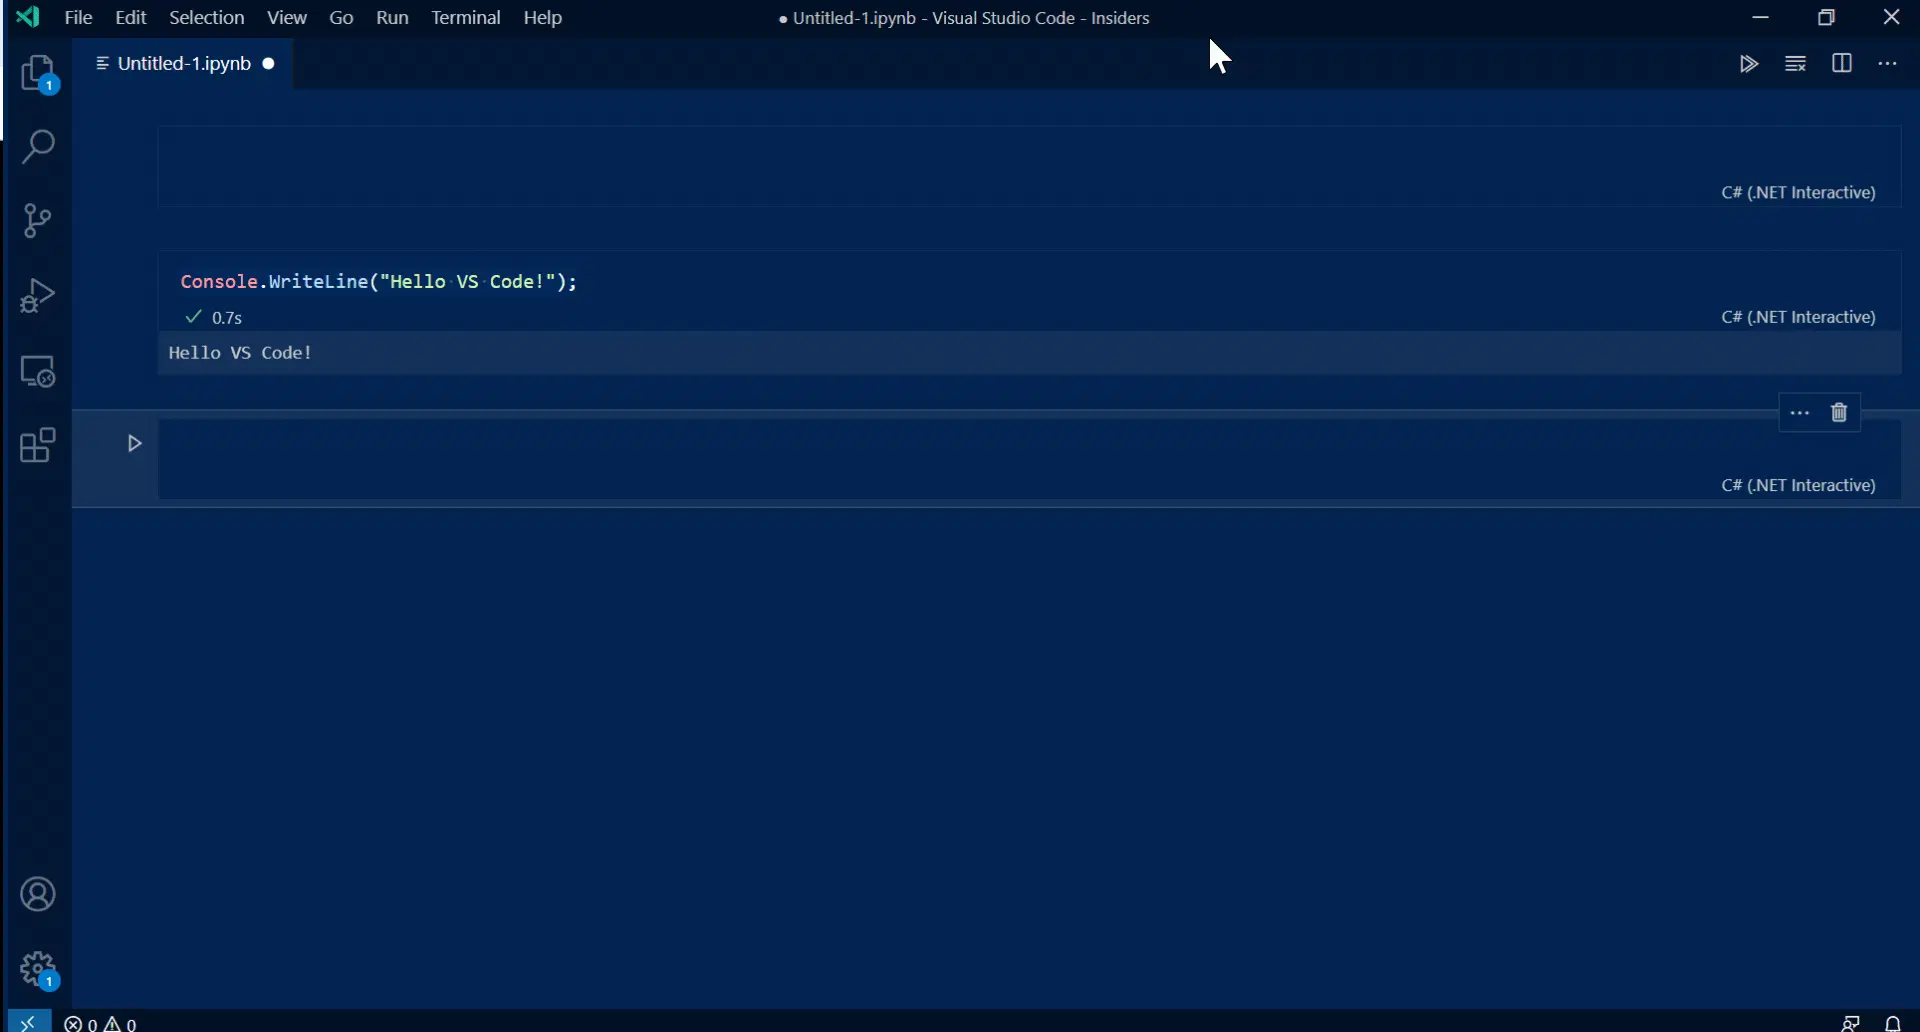 File Edit Selection View Go Run Terminal Help
● Untitled-1.ipynb - Visual Studio Code - Insiders
Untitled-1.ipynb ●
1
C# (.NET Interactive)
Console.WriteLine("Hello VS Code!");
✓ 0.7s
C# (.NET Interactive)
Hello VS Code!
C# (.NET Interactive)
1
0 0